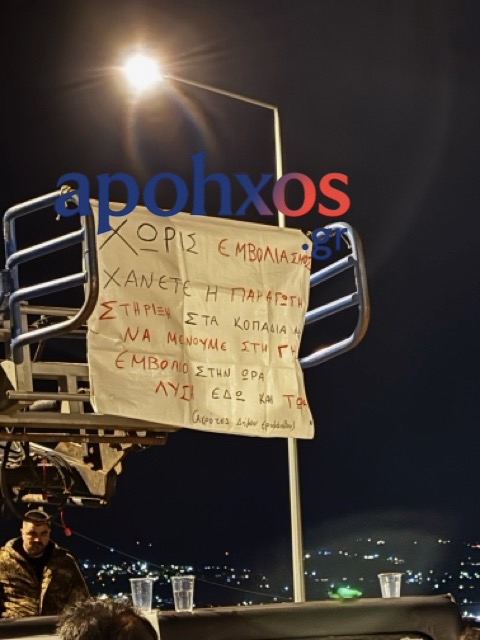 apohxos
.gr
ΧΩΡΙΣ ΕΜΒΟΛΙΑΣΜΟΥΣ
ΧΑΝΕΤΕ Η ΠΑΡΑΓΩΓΗ
ΣΤΗΡΙΞΗ ΣΤΑ ΚΟΠΑΔΙΑ
ΝΑ ΜΕΝΟΥΜΕ ΣΤΗ ΓΗ
ΕΜΒΟΛΙΟ ΣΤΗΝ ΩΡΑ
ΛΥΣΗ ΕΔΩ ΚΑΙ ΤΩΡΑ